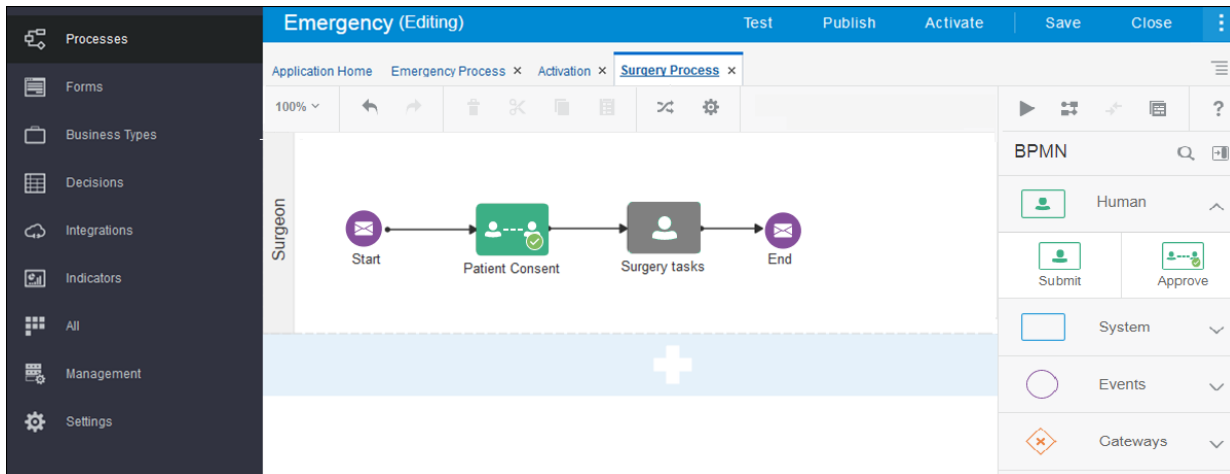 Processes
Forms
Business Types
Decisions
Integrations
Indicators
All
Management
Settings
Emergency (Editing)
Test Publish Activate Save Close
Application Home Emergency Process × Activation × Surgery Process ×
100%
?
BPMN
Surgeon
Start
Patient Consent
Surgery tasks
End
Human
Submit Approve
System
Events
Gateways